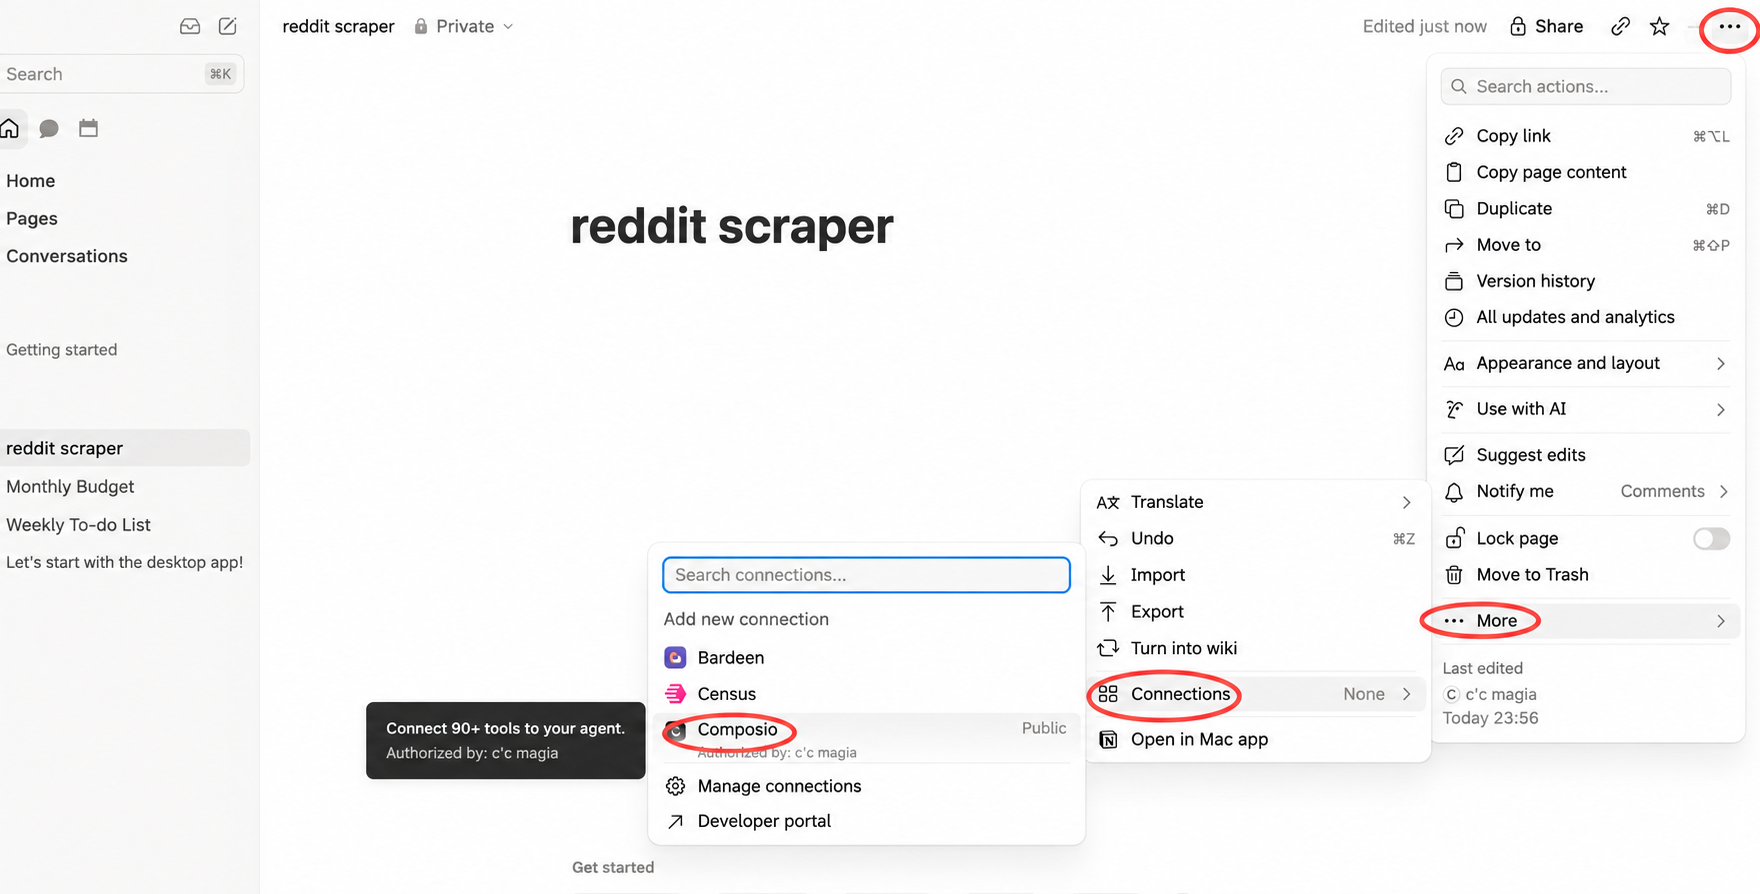 reddit scraper
Private
Edited just now
Share
Search
⌘K
Home
Pages
Conversations
Getting started
reddit scraper
Monthly Budget
Weekly To-do List
Let's start with the desktop app!
reddit scraper
Search actions...
Copy link ⌘⌥L
Copy page content
Duplicate ⌘D
Move to ⌘⇧P
Version history
All updates and analytics
Aa Appearance and layout
Use with AI
Suggest edits
Notify me Comments
Lock page
Move to Trash
More
Last edited
C c'c magia
Today 23:56
A文 Translate
Undo ⌘Z
Import
Export
Turn into wiki
Connections None
Open in Mac app
Search connections...
Add new connection
Bardeen
Census
Composio Public
Authorized by: c'c magia
Manage connections
Developer portal
Connect 90+ tools to your agent.
Authorized by: c'c magia
Get started